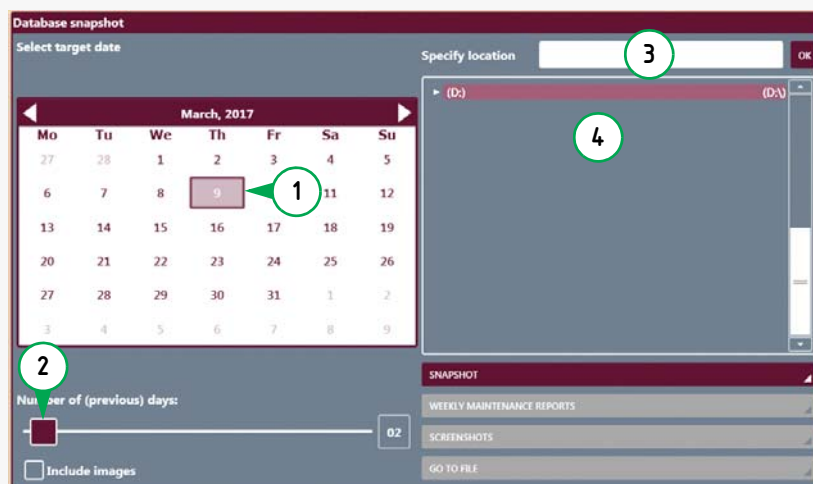 Database snapshot
Select target date
Specify location
3
OK
(D:) (D:\)
4
March, 2017
Mo Tu We Th Fr Sa Su
27 28 1 2 3 4 5
6 7 8 9 1 11 12
13 14 15 16 17 18 19
20 21 22 23 24 25 26
27 28 29 30 31 1 2
3 4 5 6 7 8 9
2
Number of (previous) days:
02
Include images
SNAPSHOT
WEEKLY MAINTENANCE REPORTS
SCREENSHOTS
GO TO FILE